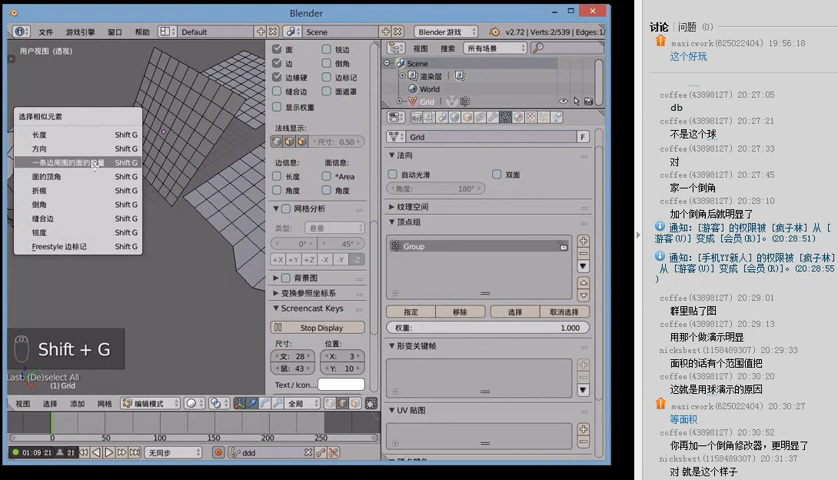 Blender
文件
游戏引擎
窗口
帮助
Default
Scene
Blender 游戏
v2.72 | Verts:2/539 | Edges:1/
用户视图 (透视)
选择相似元素
长度 Shift G
方向 Shift G
一条边周围的面的数量 Shift G
面的顶角 Shift G
折痕 Shift G
倒角 Shift G
缝合边 Shift G
锐度 Shift G
Freestyle 边标记 Shift G
Shift + G
Last: (De)select All
(1) Grid
面 锐边
边 倒角
边缘硬 边标记
缝合边 面遮罩
显示权重
法线显示:
尺寸: 0.50
边信息: 面信息:
长度 *Area
角度 角度
网格分析
类型: 悬垂
0° 45°
+X +Y +Z -X -Y -Z
背景图
变换参照坐标系
Screencast Keys
Stop Display
尺寸: 位置:
文: 28 X: 3
鼠: 43 Y: 10
Text / Icon...
视图 搜索 所有场景
Scene
渲染层
World
Grid
Grid F
法向
自动光滑 双面
角度: 180°
纹理空间
顶点组
Group
指定 移除 选择 取消选择
权重: 1.000
形变关键帧
UV 贴图
视图 选择 添加 网格 编辑模式 全局
0 50 100 150 200 250
01:09:21 21 无同步 ddd
讨论 | 问题 (0)
masicwork(625022404) 19:56:18
这个好玩
coffee(43898127) 20:27:05
db
coffee(43898127) 20:27:21
不是这个球
coffee(43898127) 20:27:33
对
coffee(43898127) 20:27:45
家一个倒角
coffee(43898127) 20:28:10
加个倒角后就明显了
通知: [游客] 的权限被 [疯子林] 从 [
游客(U)] 变成 [会员(R)]。(20:28:51)
通知: [手机YY新人] 的权限被 [疯子林]
从 [游客(U)] 变成 [会员(R)]。(20:28:55
)
coffee(43898127) 20:29:01
群里贴了图
coffee(43898127) 20:29:13
用那个做演示明显
nicksbest(1158489307) 20:29:33
面积的话有个范围值把
coffee(43898127) 20:30:20
这就是用球演示的原因
masicwork(625022404) 20:30:27
等面积
coffee(43898127) 20:30:52
你再加一个倒角修改器，更明显了
nicksbest(1158489307) 20:31:37
对 就是这个样子